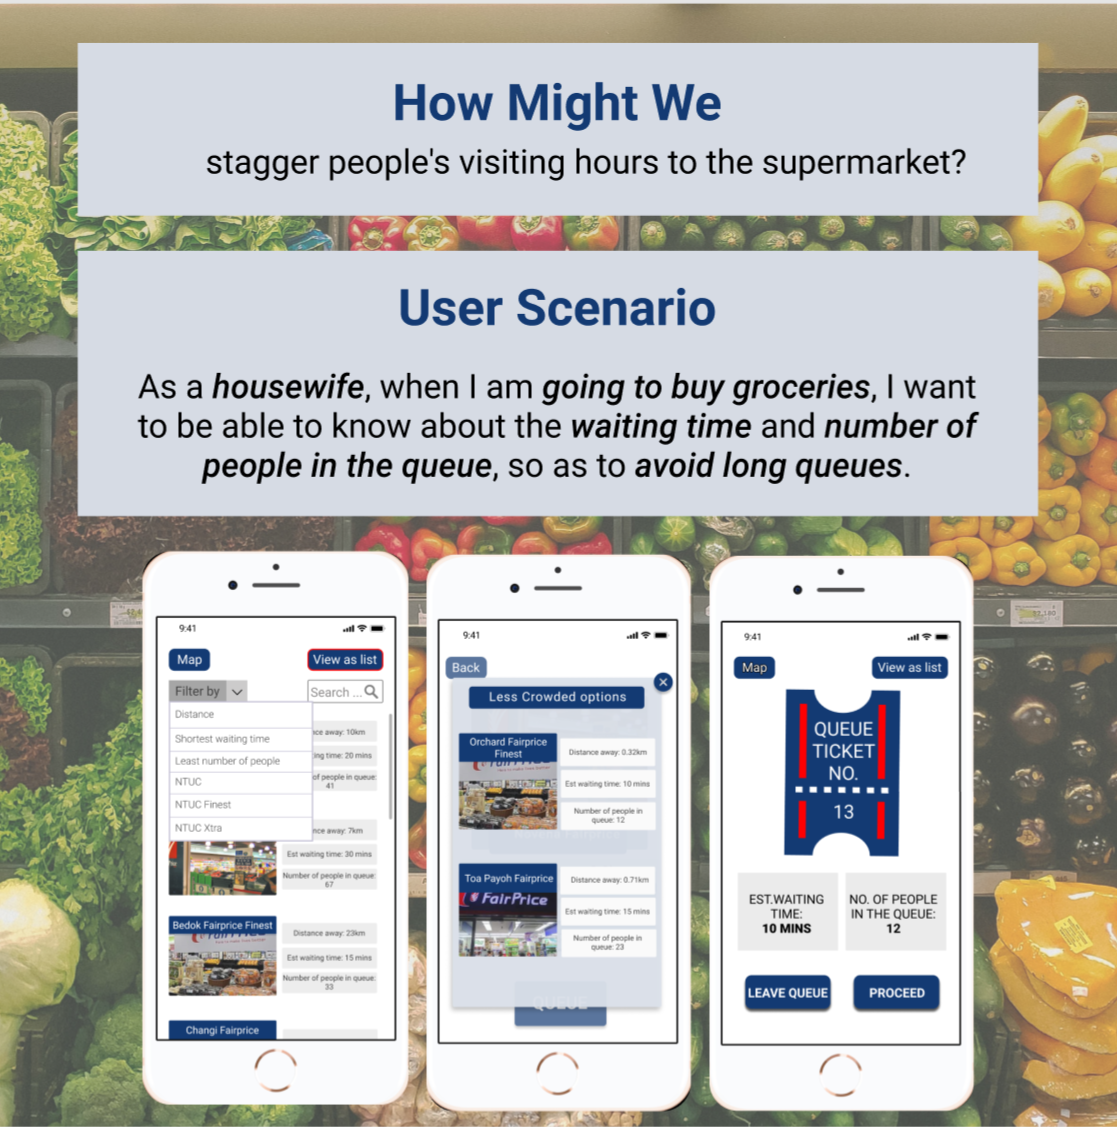 How Might We
stagger people's visiting hours to the supermarket?
User Scenario
As a housewife, when I am going to buy groceries, I want
to be able to know about the waiting time and number of
people in the queue, so as to avoid long queues.
9:41
Map
View as list
Filter by
Search ...
Distance
Shortest waiting time
Least number of people
NTUC
NTUC Finest
NTUC Xtra
nce away: 10km
ing time: 20 mins
of people in queue:
41
nce away: 7km
Est waiting time: 30 mins
Number of people in queue:
67
Bedok Fairprice Finest
Distance away: 23km
Est waiting time: 15 mins
Number of people in queue:
33
Changi Fairprice
9:41
Back
Less Crowded options
Orchard Fairprice
Finest
Distance away: 0.32km
Est waiting time: 10 mins
Number of people in
queue: 12
Toa Payoh Fairprice
FairPrice
Distance away: 0.71km
Est waiting time: 15 mins
Number of people in
queue: 23
QUEUE
9:41
Map
View as list
QUEUE
TICKET
NO.
13
EST.WAITING
TIME:
10 MINS
NO. OF PEOPLE
IN THE QUEUE:
12
LEAVE QUEUE
PROCEED